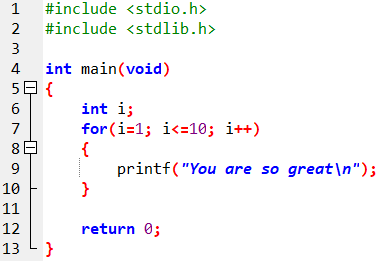 1 #include <stdio.h>
2 #include <stdlib.h>
3
4 int main(void)
5 {
6     int i;
7     for(i=1; i<=10; i++)
8     {
9         printf("You are so great\n");
10     }
11
12     return 0;
13 }